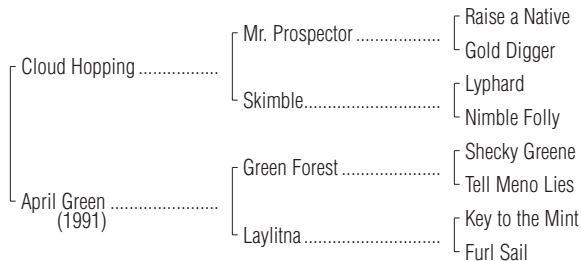 Raise a Native
Mr. Prospector ..................
Gold Digger
Cloud Hopping .................
Lyphard
Skimble.............................
Nimble Folly
Shecky Greene
Green Forest .....................
Tell Meno Lies
April Green .......................
(1991)
Key to the Mint
Laylitna .............................
Furl Sail